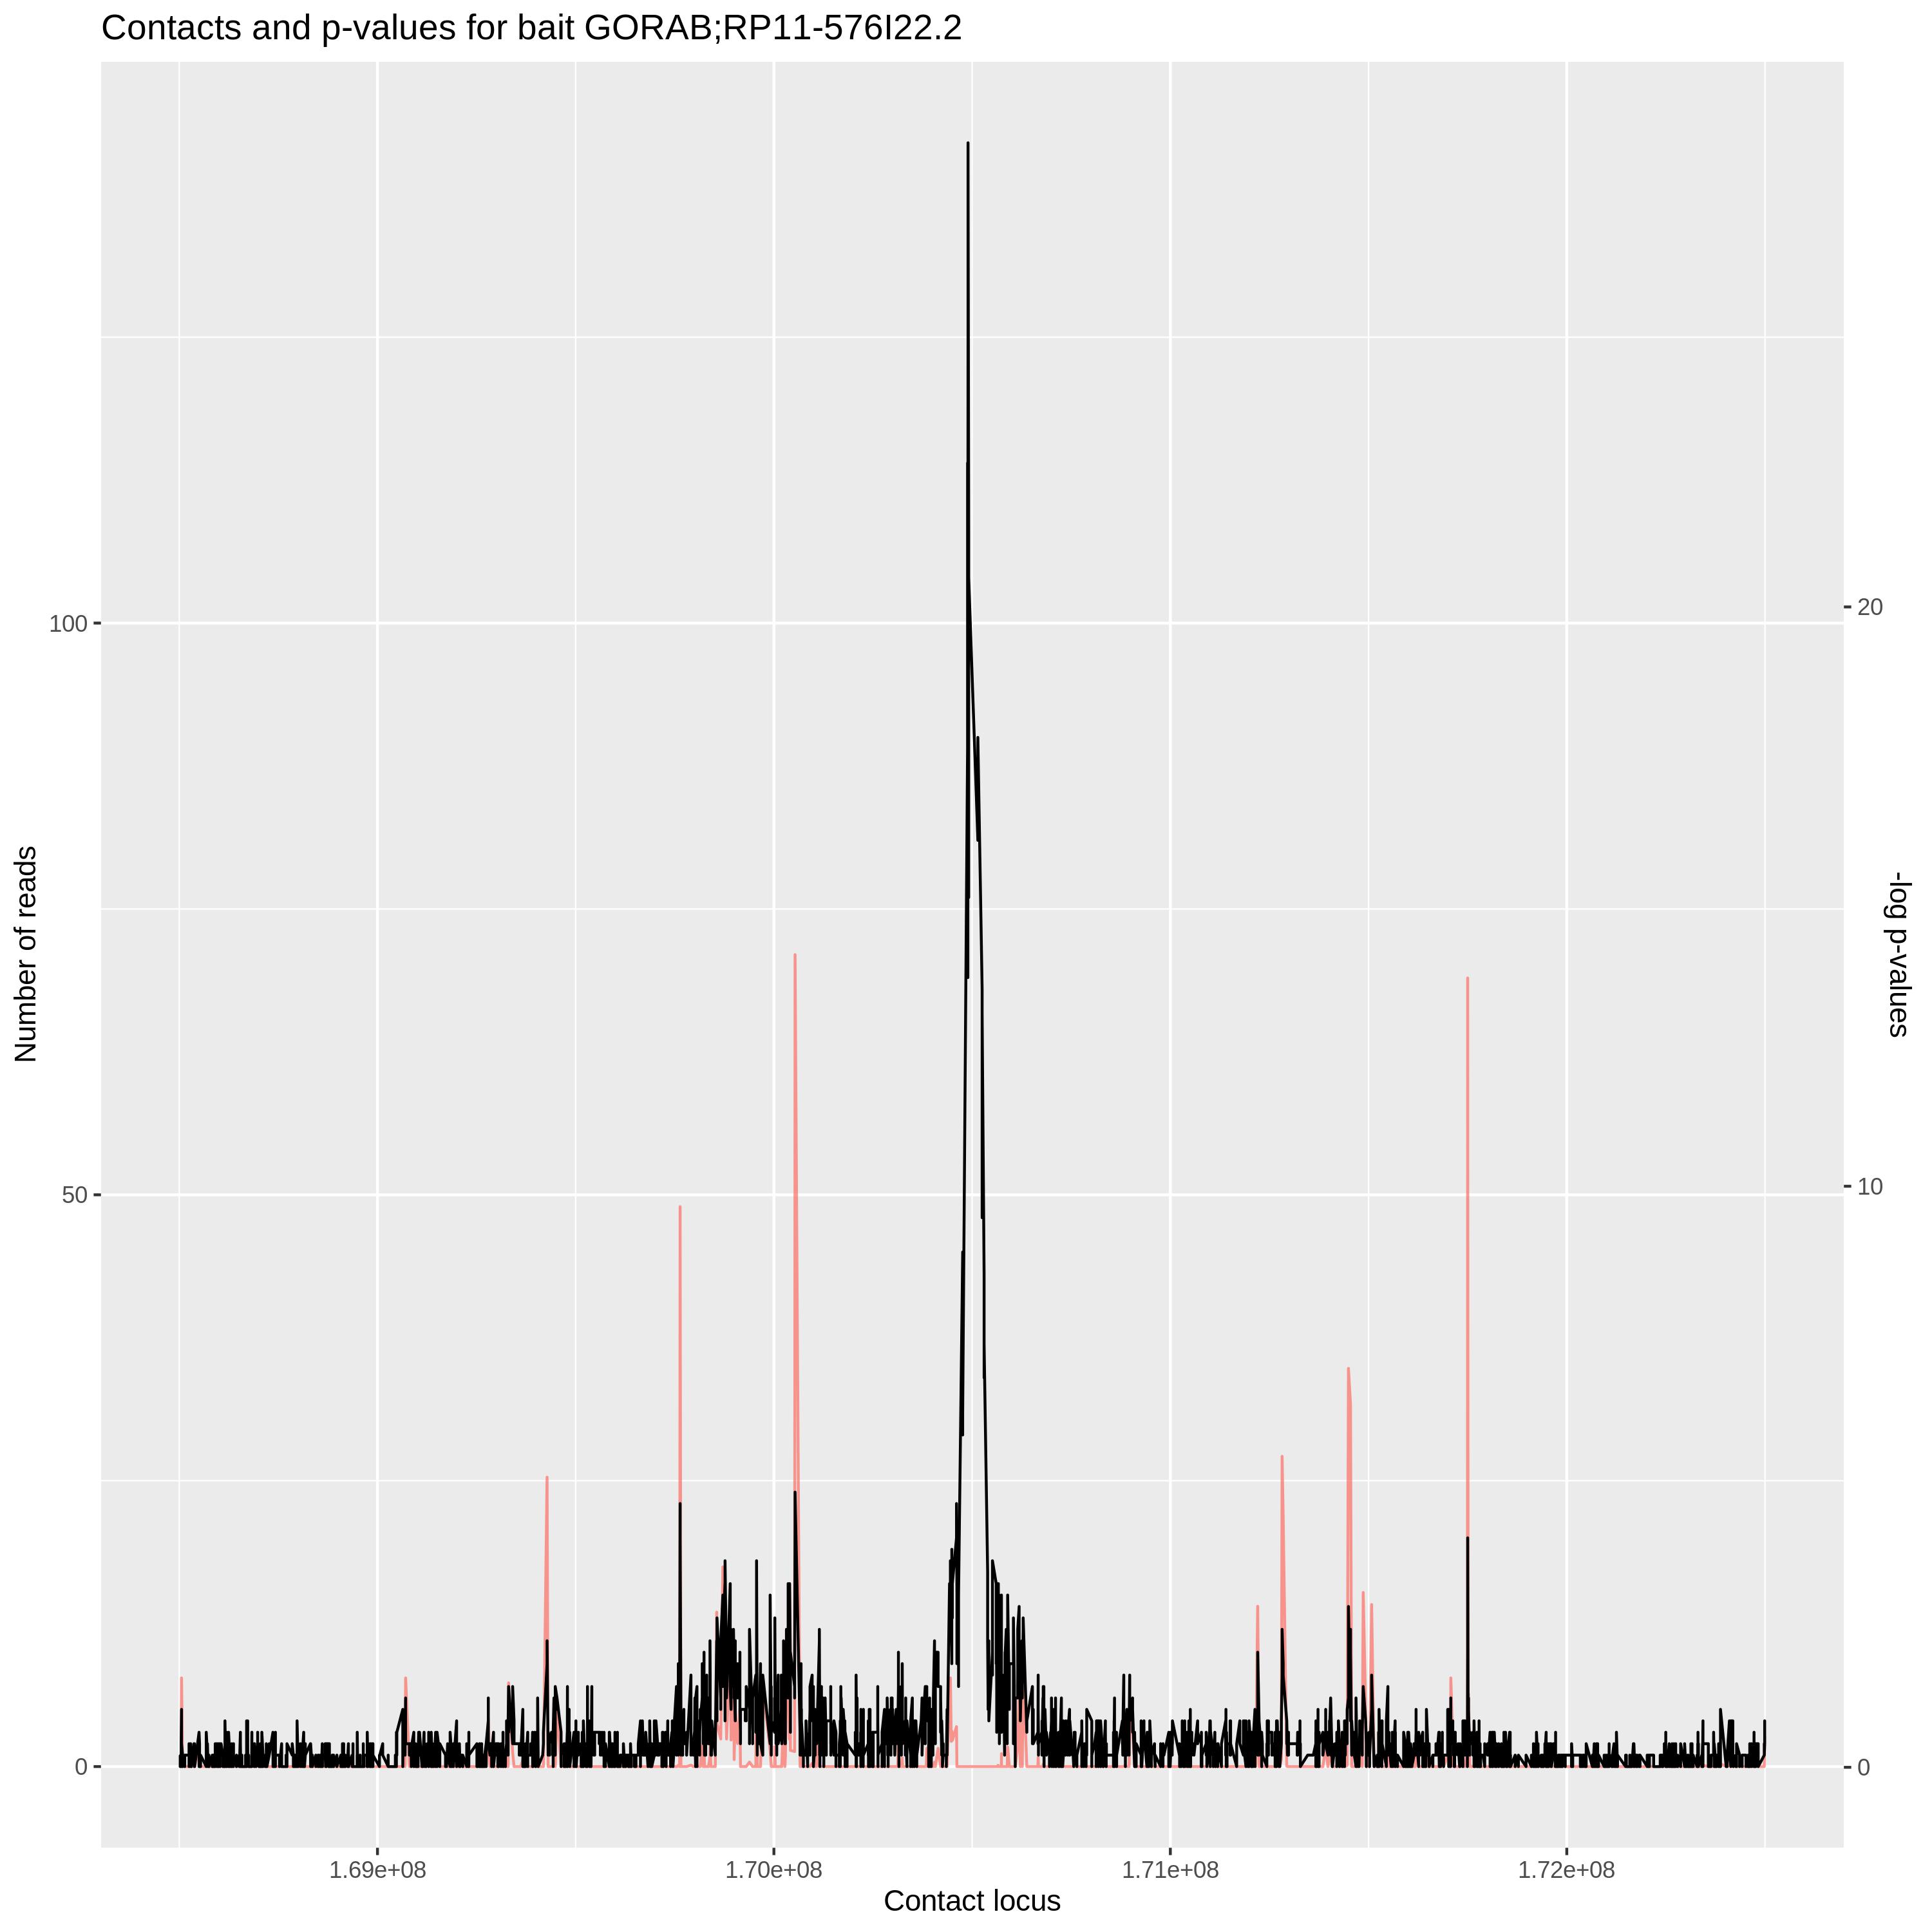 Contacts and p-values for bait GORAB;RP11-576I22.2
Number of reads
100
50
0
20
10
0
-log p-values
1.69e+08
1.70e+08
1.71e+08
1.72e+08
Contact locus